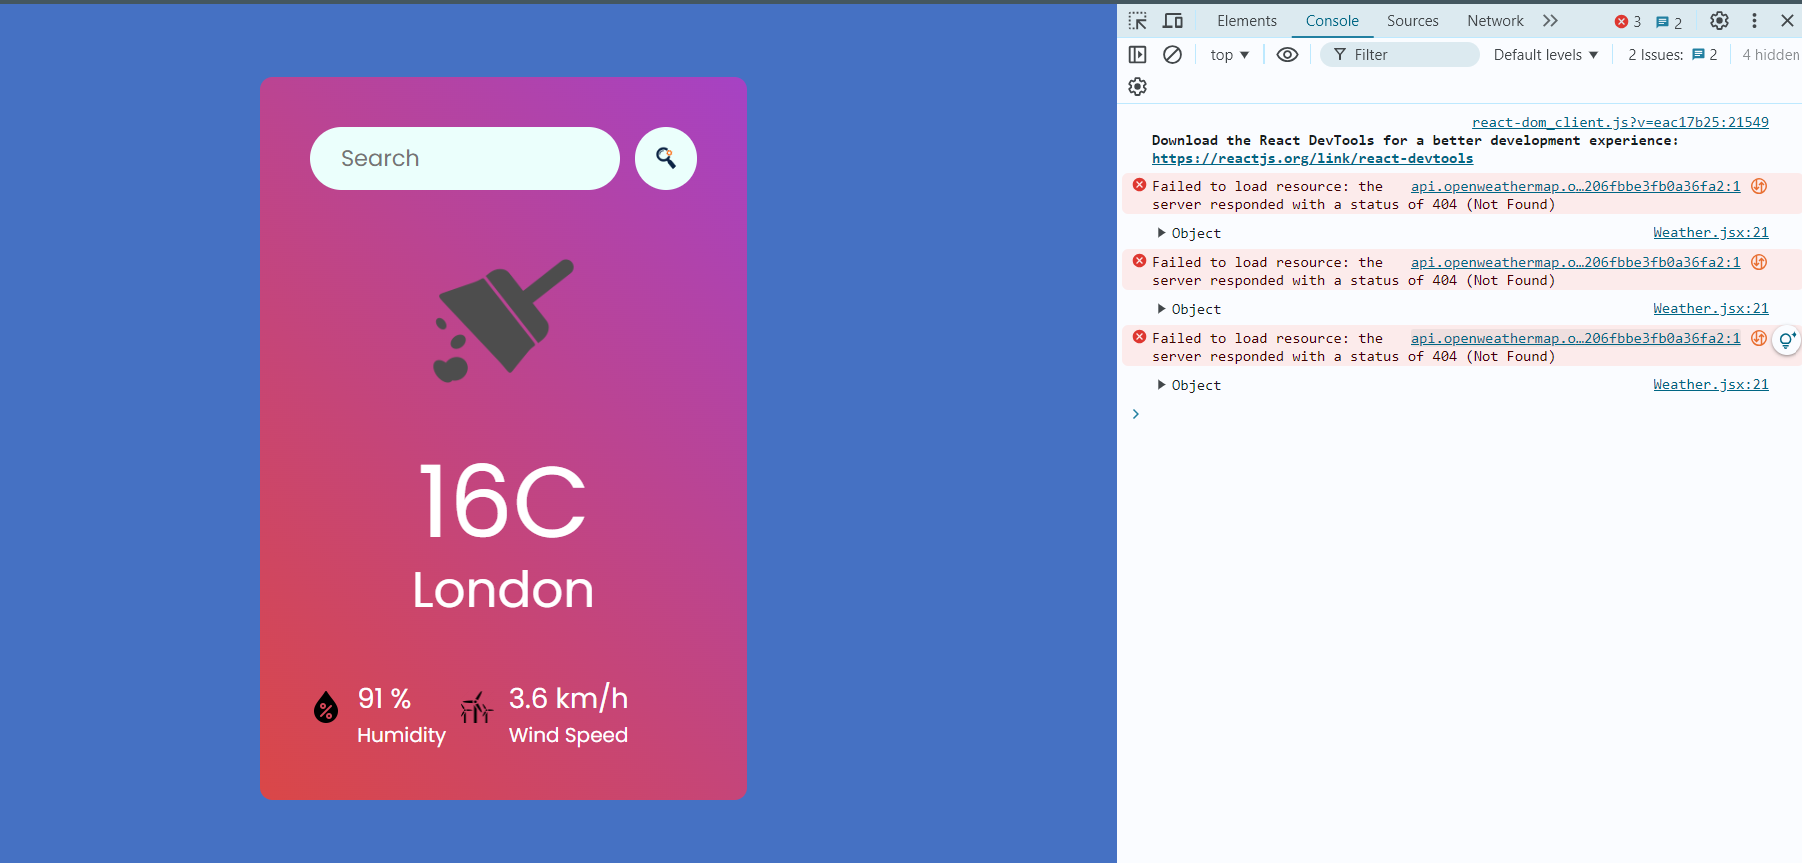 Search
16C
London
91 %
Humidity
3.6 km/h
Wind Speed
Elements
Console
Sources
Network
3
2
top
Filter
Default levels
2 Issues:
2
4 hidden
react-dom_client.js?v=eac17b25:21549
Download the React DevTools for a better development experience:
https://reactjs.org/link/react-devtools
Failed to load resource: the api.openweathermap.o…206fbbe3fb0a36fa2:1
server responded with a status of 404 (Not Found)
Object Weather.jsx:21
Failed to load resource: the api.openweathermap.o…206fbbe3fb0a36fa2:1
server responded with a status of 404 (Not Found)
Object Weather.jsx:21
Failed to load resource: the api.openweathermap.o…206fbbe3fb0a36fa2:1
server responded with a status of 404 (Not Found)
Object Weather.jsx:21